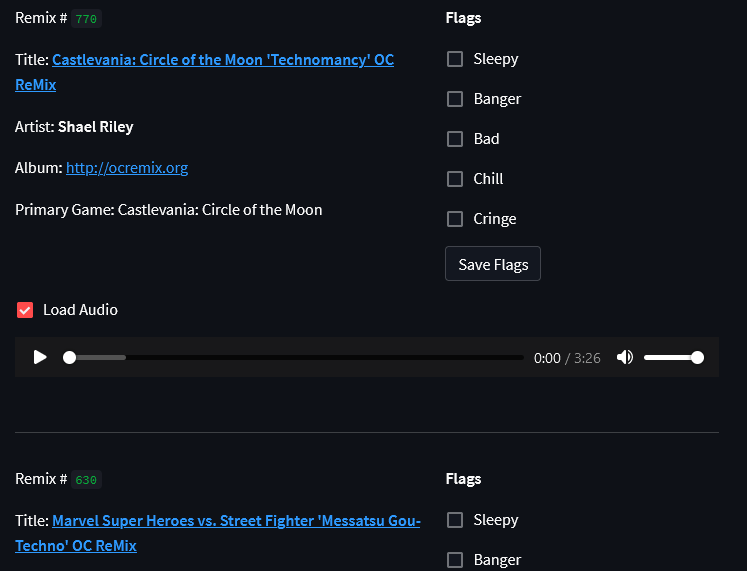 Remix # 770
Flags
Title: Castlevania: Circle of the Moon 'Technomancy' OC
ReMix
Sleepy
Banger
Artist: Shael Riley
Bad
Album: http://ocremix.org
Chill
Primary Game: Castlevania: Circle of the Moon
Cringe
Save Flags
Load Audio
0:00 / 3:26
Remix # 630
Flags
Title: Marvel Super Heroes vs. Street Fighter 'Messatsu Gou-
Techno' OC ReMix
Sleepy
Banger